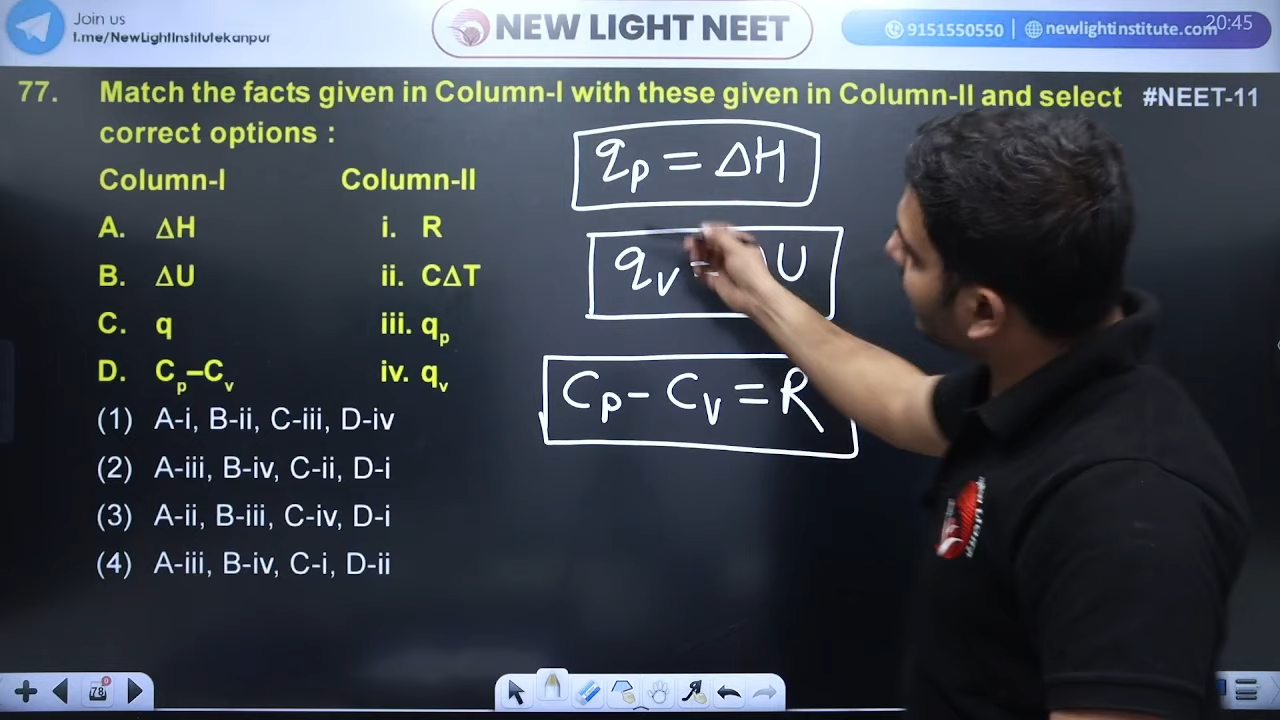 Join us
t.me/NewLightInstitutekanpur
NEW LIGHT NEET
9151550550 | newlightinstitute.com
20:45
77. Match the facts given in Column-I with these given in Column-II and select #NEET-11
correct options :
Column-I Column-II
A. ΔH i. R
B. ΔU ii. CΔT
C. q iii. qₚ
D. Cₚ–Cᵥ iv. qᵥ
(1) A-i, B-ii, C-iii, D-iv
(2) A-iii, B-iv, C-ii, D-i
(3) A-ii, B-iii, C-iv, D-i
(4) A-iii, B-iv, C-i, D-ii
qₚ = ΔH
qᵥ = U
Cₚ - Cᵥ = R
78